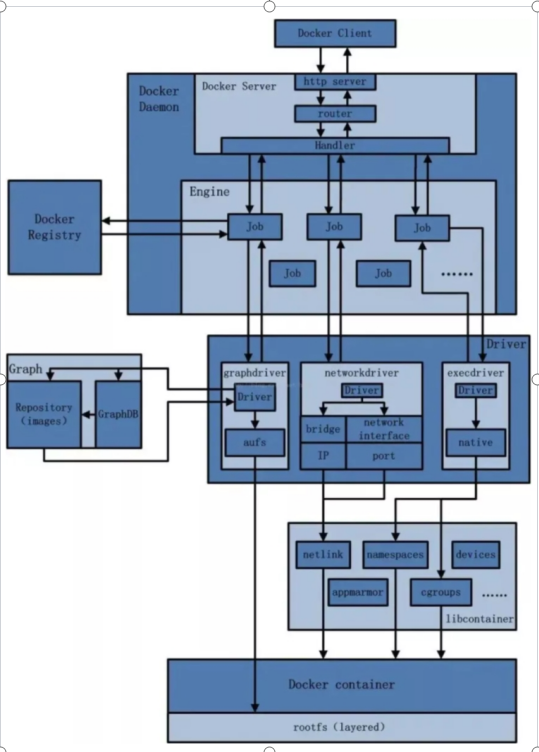 Docker Client
Docker
Daemon
Docker Server
http server
router
Handler
Engine
Docker
Registry
Job
Job
Job
Job
Job
......
Driver
Graph
Repository
(images)
GraphDB
graphdriver
Driver
aufs
networkdriver
Driver
bridge
network
interface
IP
port
execdriver
Driver
native
netlink
namespaces
devices
appmarmor
cgroups
......
libcontainer
Docker container
rootfs (layered)